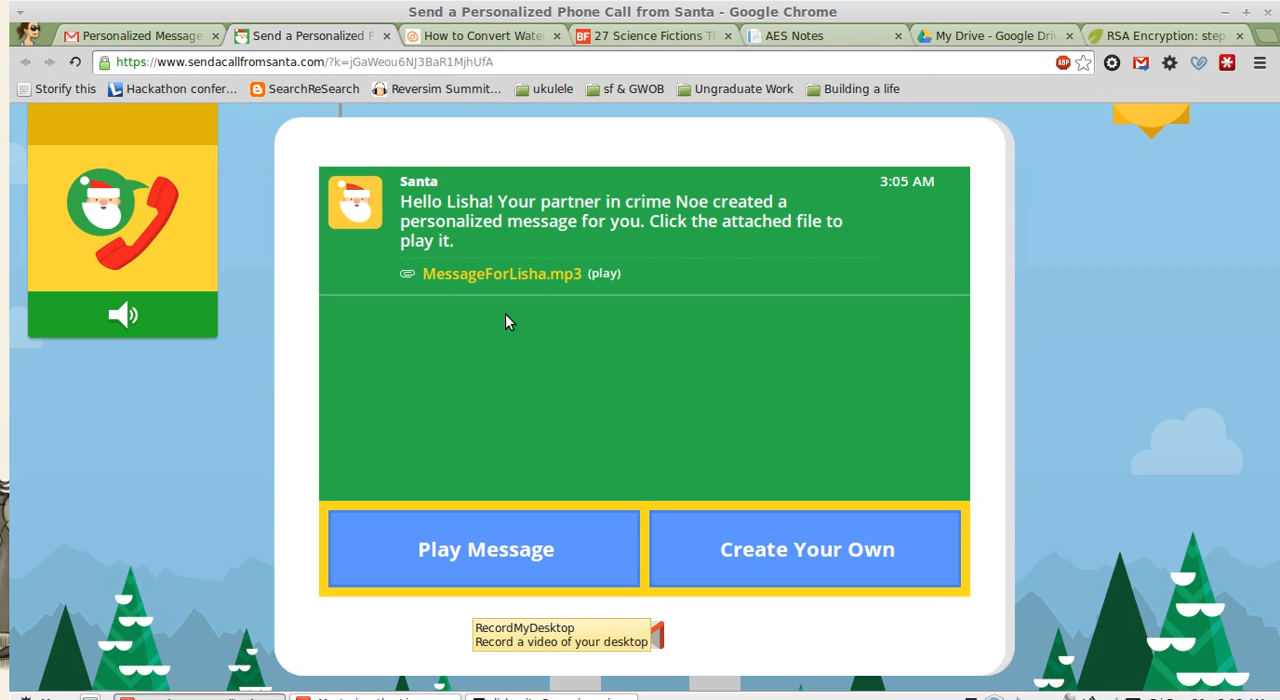 Send a Personalized Phone Call from Santa - Google Chrome
Personalized Message
Send a Personalized P
How to Convert Wate
27 Science Fictions T
AES Notes
My Drive - Google Dri
RSA Encryption: step
https://www.sendacallfromsanta.com/?k=jGaWeou6NJ3BaR1MjhUfA
ABP
Storify this
Hackathon confer...
SearchReSearch
Reversim Summit...
ukulele
sf & GWOB
Ungraduate Work
Building a life
Santa
3:05 AM
Hello Lisha! Your partner in crime Noe created a
personalized message for you. Click the attached file to
play it.
MessageForLisha.mp3 (play)
Play Message
Create Your Own
RecordMyDesktop
Record a video of your desktop